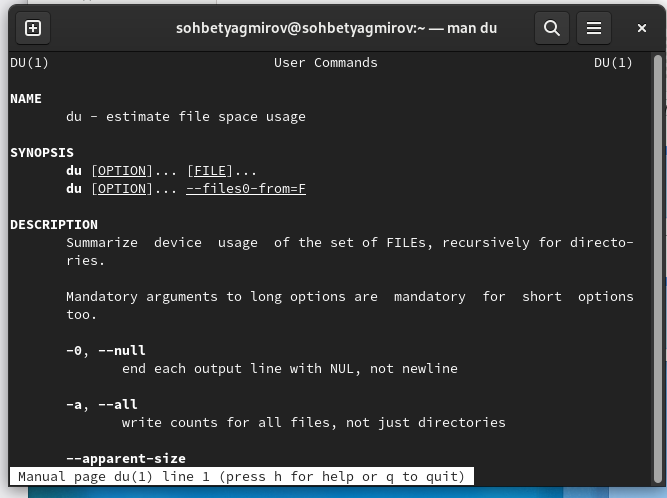 sohbetyagmirov@sohbetyagmirov:~ — man du
DU(1) User Commands DU(1)
NAME
du - estimate file space usage
SYNOPSIS
du [OPTION]... [FILE]...
du [OPTION]... --files0-from=F
DESCRIPTION
Summarize device usage of the set of FILEs, recursively for directo-
ries.
Mandatory arguments to long options are mandatory for short options
too.
-0, --null
end each output line with NUL, not newline
-a, --all
write counts for all files, not just directories
--apparent-size
Manual page du(1) line 1 (press h for help or q to quit)